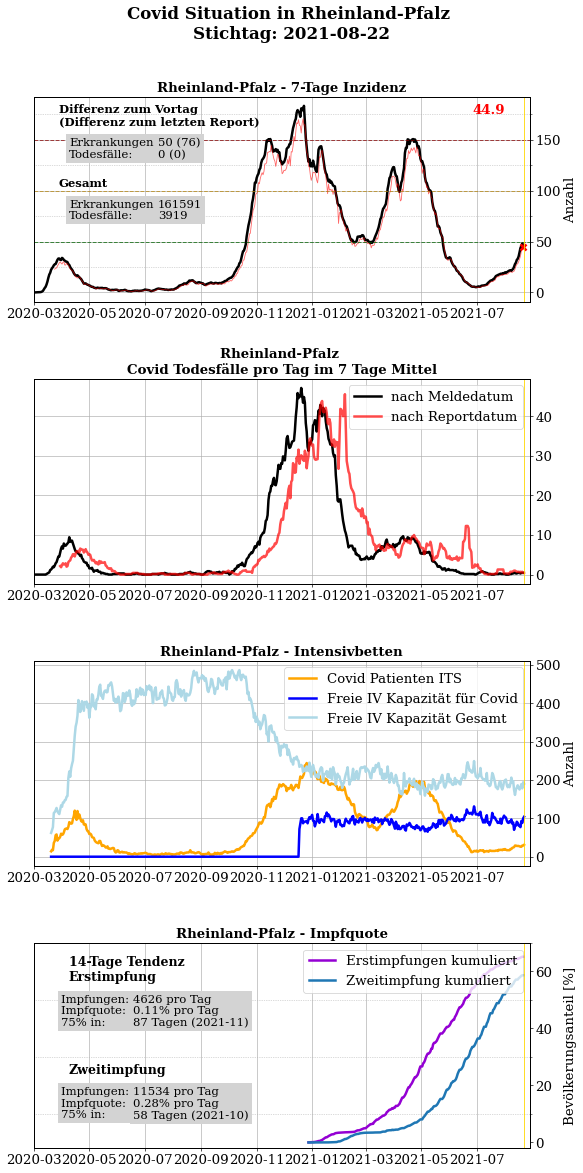 Covid Situation in Rheinland-Pfalz
Stichtag: 2021-08-22
Rheinland-Pfalz - 7-Tage Inzidenz
Differenz zum Vortag
(Differenz zum letzten Report)
44.9
Erkrankungen 50 (76)
Todesfälle: 0 (0)
Gesamt
Erkrankungen 161591
Todesfälle: 3919
150
100
50
0
Anzahl
2020-03 2020-05 2020-07 2020-09 2020-11 2021-01 2021-03 2021-05 2021-07
Rheinland-Pfalz
Covid Todesfälle pro Tag im 7 Tage Mittel
nach Meldedatum
nach Reportdatum
40
30
20
10
0
2020-03 2020-05 2020-07 2020-09 2020-11 2021-01 2021-03 2021-05 2021-07
Rheinland-Pfalz - Intensivbetten
Covid Patienten ITS
Freie IV Kapazität für Covid
Freie IV Kapazität Gesamt
500
400
300
200
100
0
Anzahl
2020-03 2020-05 2020-07 2020-09 2020-11 2021-01 2021-03 2021-05 2021-07
Rheinland-Pfalz - Impfquote
14-Tage Tendenz
Erstimpfung
Impfungen: 4626 pro Tag
Impfquote: 0.11% pro Tag
75% in: 87 Tagen (2021-11)
Zweitimpfung
Impfungen: 11534 pro Tag
Impfquote: 0.28% pro Tag
75% in: 58 Tagen (2021-10)
Erstimpfungen kumuliert
Zweitimpfung kumuliert
60
40
20
0
Bevölkerungsanteil [%]
2020-03 2020-05 2020-07 2020-09 2020-11 2021-01 2021-03 2021-05 2021-07